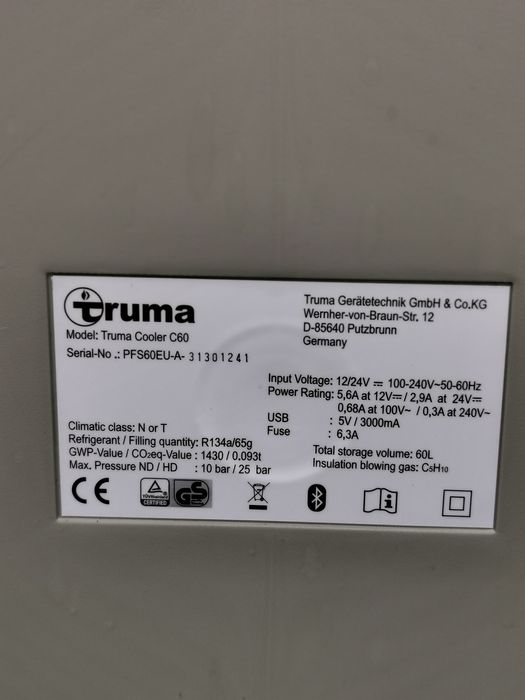 Truma
Model: Truma Cooler C60
Serial-No .: PFS60EU-A- 31301241
Truma Gerätetechnik GmbH & Co.KG
Wernher-von-Braun-Str. 12
D-85640 Putzbrunn
Germany
Input Voltage: 12/24V ⎓ 100-240V~50-60Hz
Power Rating: 5,6A at 12V⎓ / 2,9A at 24V⎓
0,68A at 100V~ / 0,3A at 240V~
USB : 5V / 3000mA
Fuse : 6,3A
Climatic class: N or T
Refrigerant / Filling quantity: R134a/65g
GWP-Value / CO₂eq-Value : 1430 / 0.093t
Max. Pressure ND / HD : 10 bar / 25 bar
Total storage volume: 60L
Insulation blowing gas: C₅H₁₀
CE
TÜVRheinland
CERTIFIED
GS
i